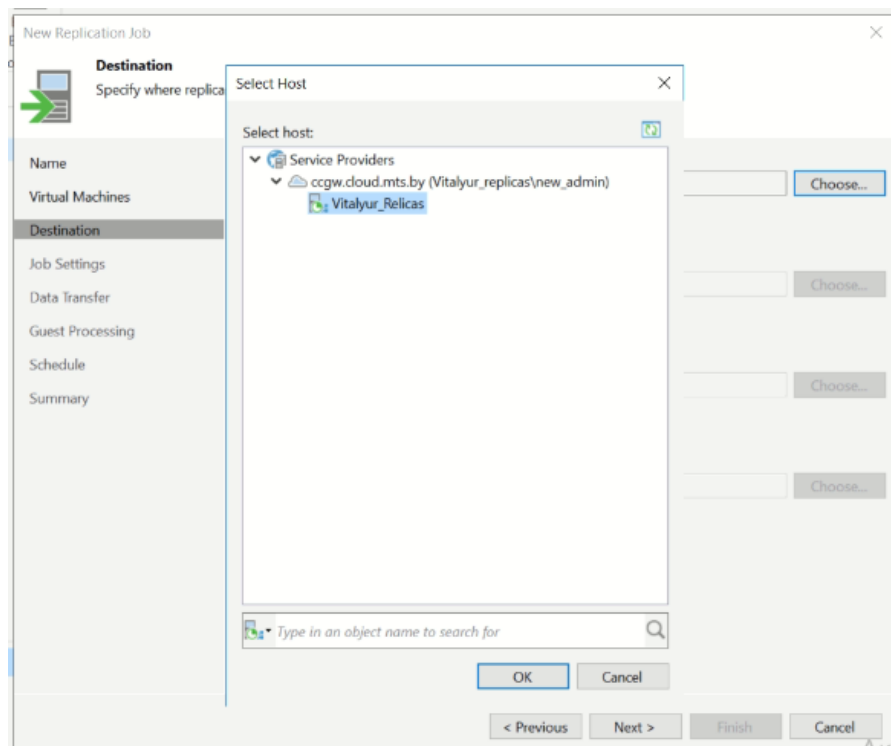 New Replication Job
Destination
Specify where replica
Select Host
Select host:
Service Providers
ccgw.cloud.mts.by (Vitalyur_replicas\new_admin)
Vitalyur_Relicas
Name
Virtual Machines
Destination
Job Settings
Data Transfer
Guest Processing
Schedule
Summary
Choose...
Choose...
Choose...
Choose...
Type in an object name to search for
OK
Cancel
< Previous
Next >
Finish
Cancel